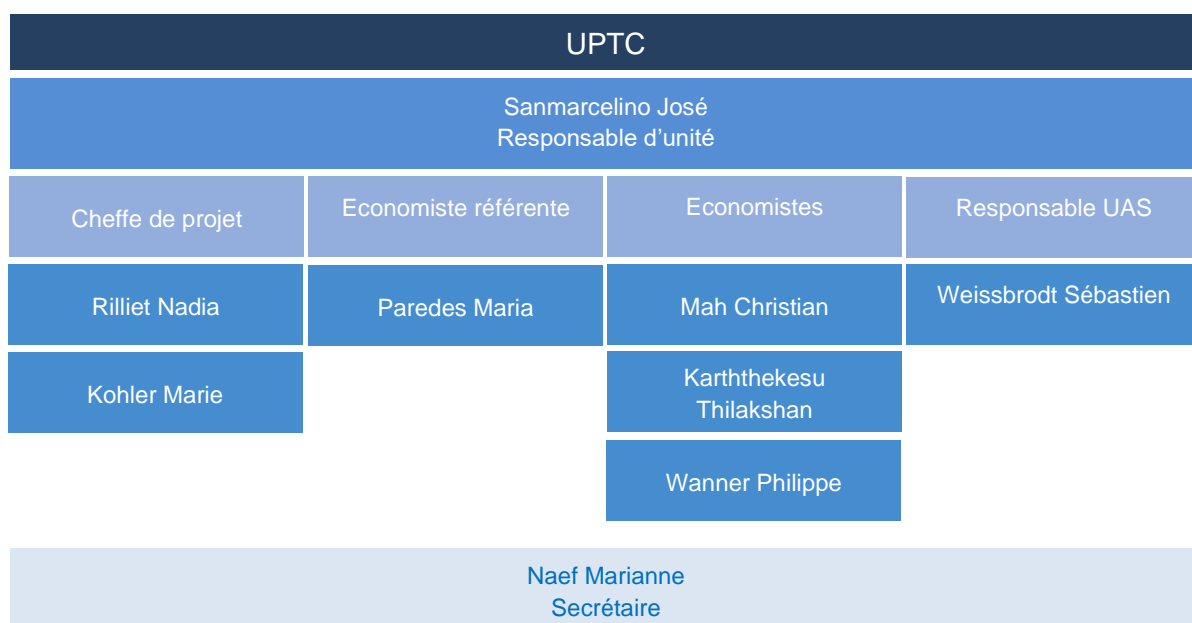 UPTC
Sanmarcelino José
Responsable d’unité
Cheffe de projet
Economiste référente
Economistes
Responsable UAS
Rilliet Nadia
Paredes Maria
Mah Christian
Weissbrodt Sébastien
Kohler Marie
Karththekesu
Thilakshan
Wanner Philippe
Naef Marianne
Secrétaire